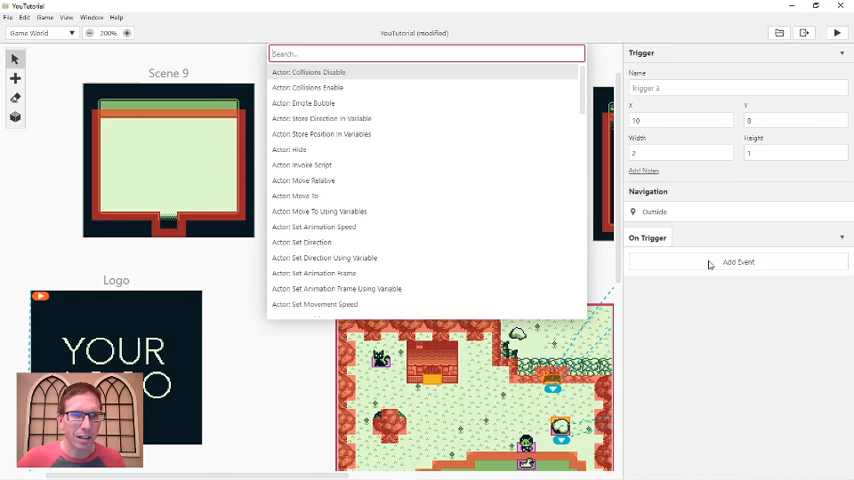 YouTutorial
File Edit Game View Window Help
Game World 200% YouTutorial (modified)
Scene 9
Search...
Actor: Collisions Disable
Actor: Collisions Enable
Actor: Emote Bubble
Actor: Store Direction In Variable
Actor: Store Position In Variables
Actor: Hide
Actor: Invoke Script
Actor: Move Relative
Actor: Move To
Actor: Move To Using Variables
Actor: Set Animation Speed
Actor: Set Direction
Actor: Set Direction Using Variable
Actor: Set Animation Frame
Actor: Set Animation Frame Using Variable
Actor: Set Movement Speed
Trigger
Name
Trigger 3
X Y
10 8
Width Height
2 1
Add Notes
Navigation
Outside
On Trigger
Add Event
Logo
YOUR